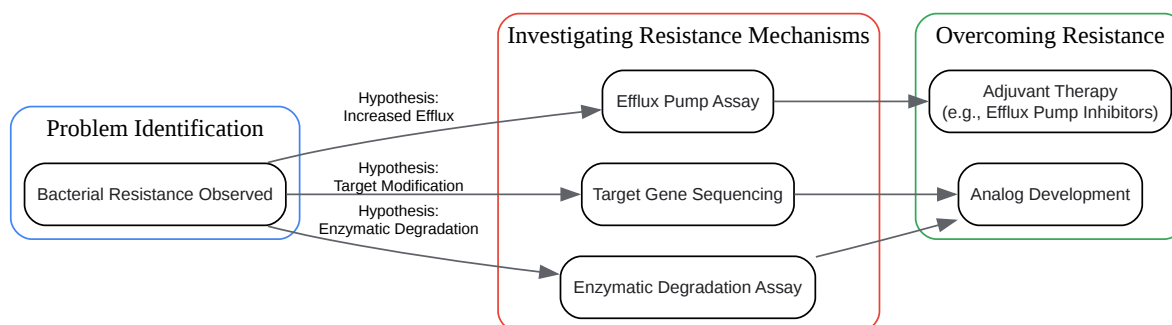 Problem Identification
Bacterial Resistance Observed
Hypothesis:
Increased Efflux
Hypothesis:
Target Modification
Hypothesis:
Enzymatic Degradation
Investigating Resistance Mechanisms
Efflux Pump Assay
Target Gene Sequencing
Enzymatic Degradation Assay
Overcoming Resistance
Adjuvant Therapy
(e.g., Efflux Pump Inhibitors)
Analog Development